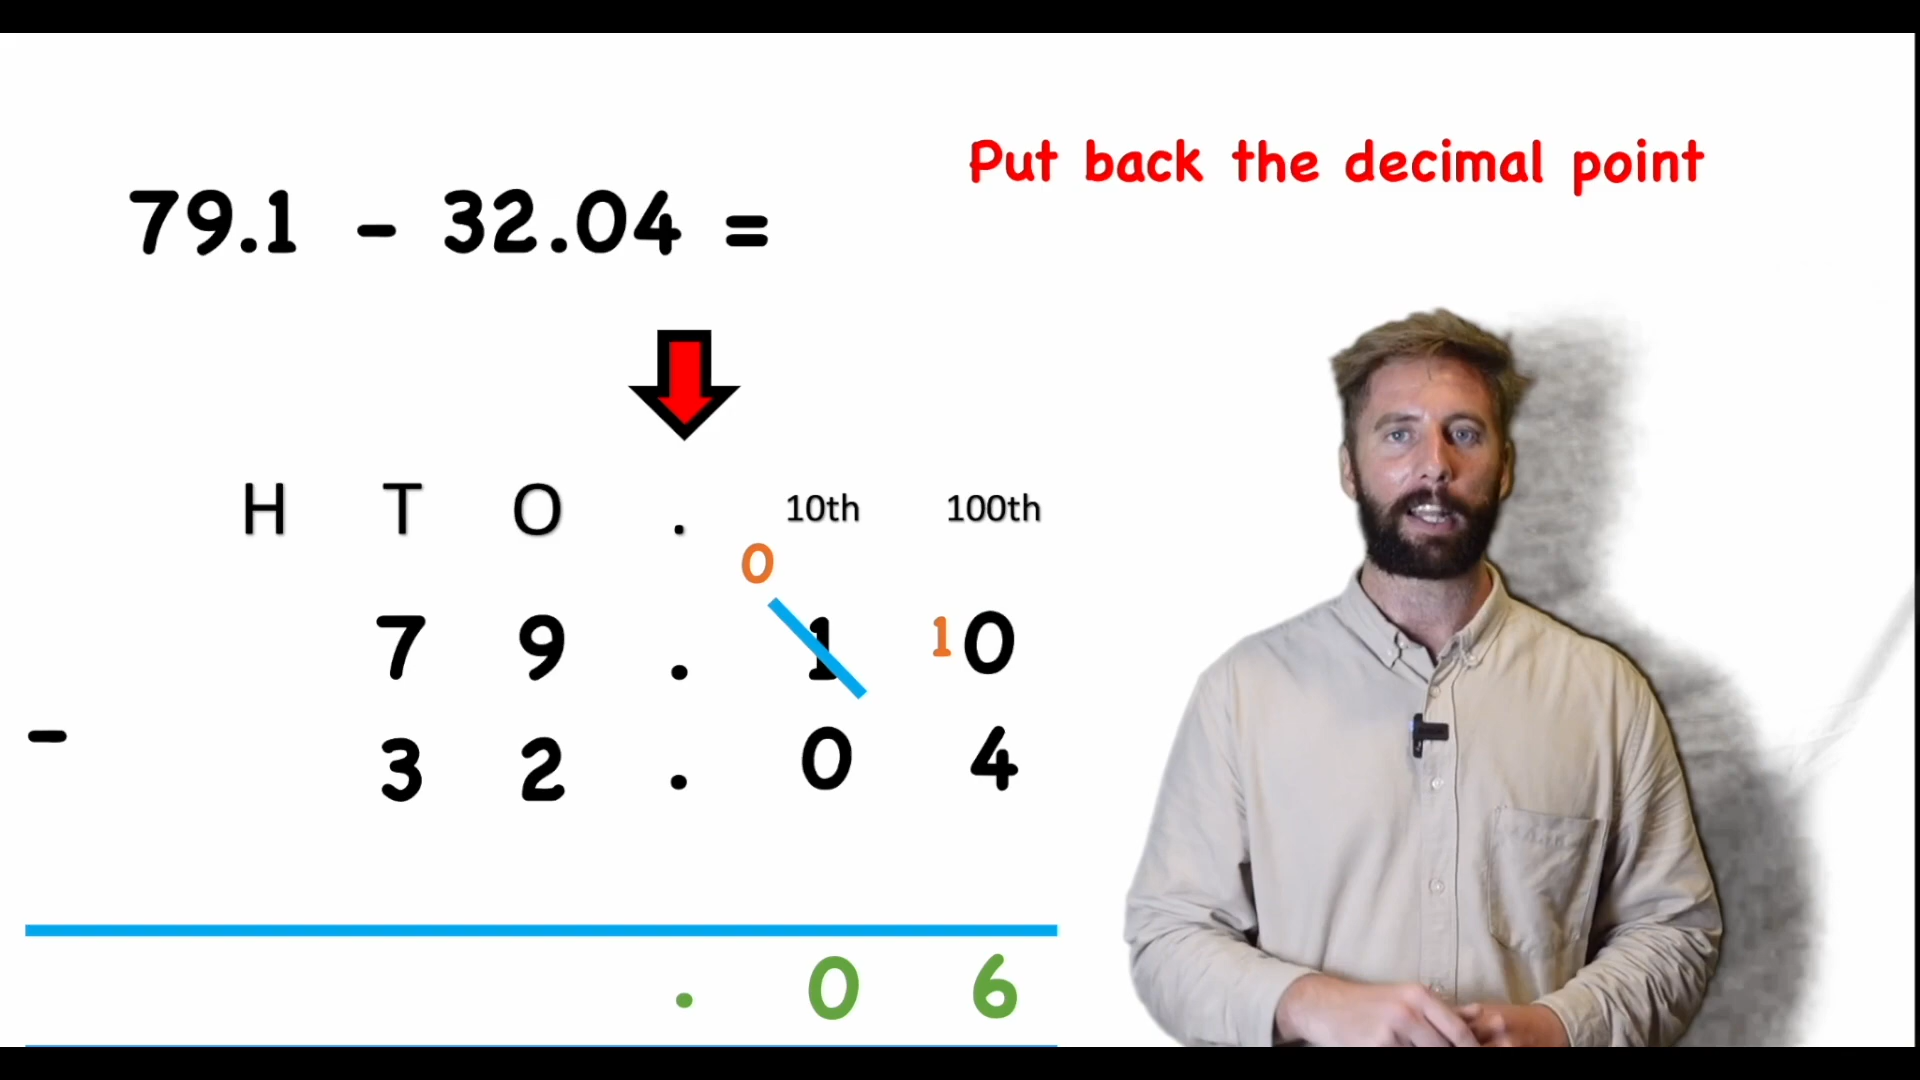 Put back the decimal point
79.1 - 32.04 =
H T O . 10th 100th
0
7 9 . 1 10
- 3 2 . 0 4
. 0 6